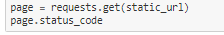 page = requests.get(static_url)
page.status_code